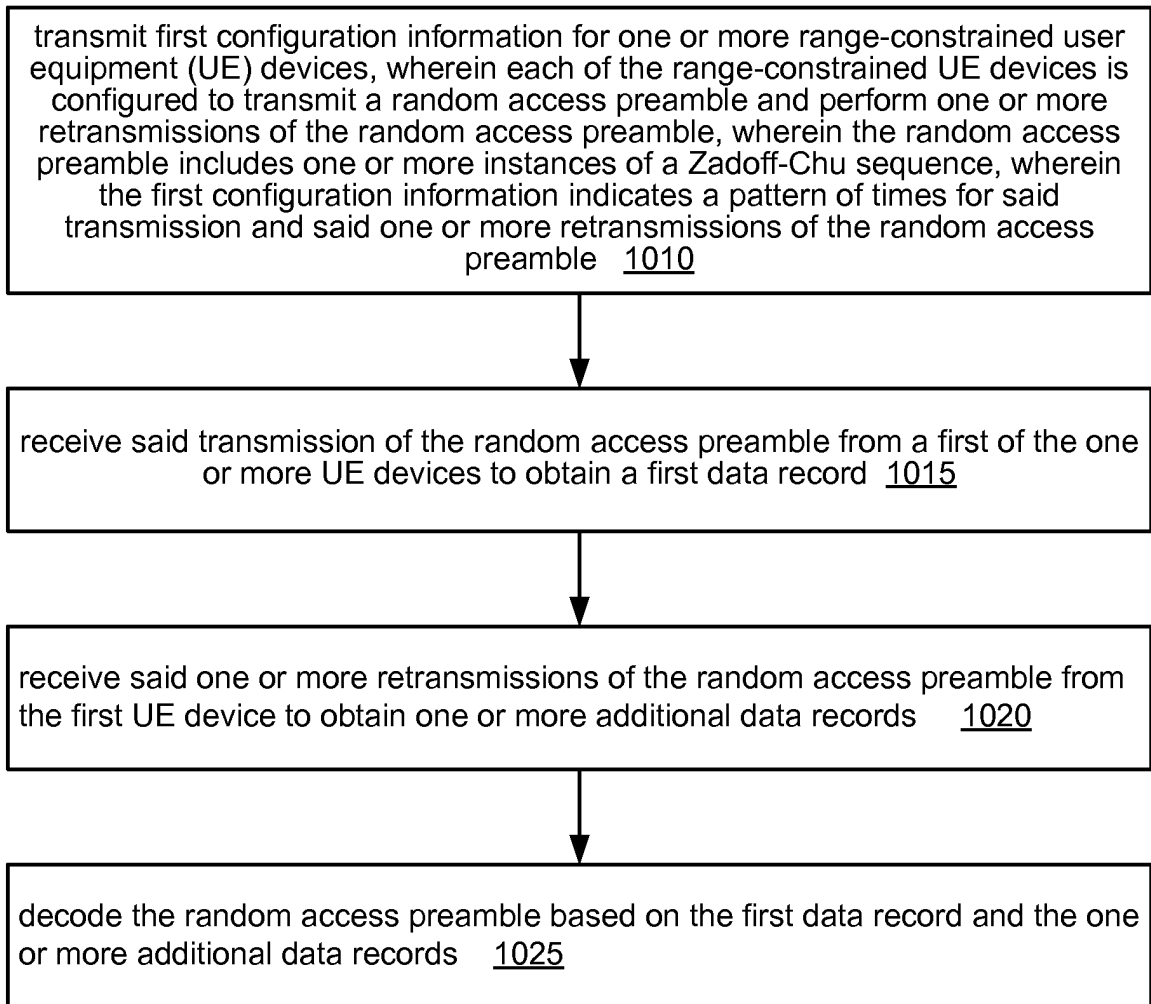 transmit first configuration information for one or more range-constrained user
equipment (UE) devices, wherein each of the range-constrained UE devices is
configured to transmit a random access preamble and perform one or more
retransmissions of the random access preamble, wherein the random access
preamble includes one or more instances of a Zadoff-Chu sequence, wherein
the first configuration information indicates a pattern of times for said
transmission and said one or more retransmissions of the random access
preamble 1010
receive said transmission of the random access preamble from a first of the one
or more UE devices to obtain a first data record 1015
receive said one or more retransmissions of the random access preamble from
the first UE device to obtain one or more additional data records 1020
decode the random access preamble based on the first data record and the one
or more additional data records 1025